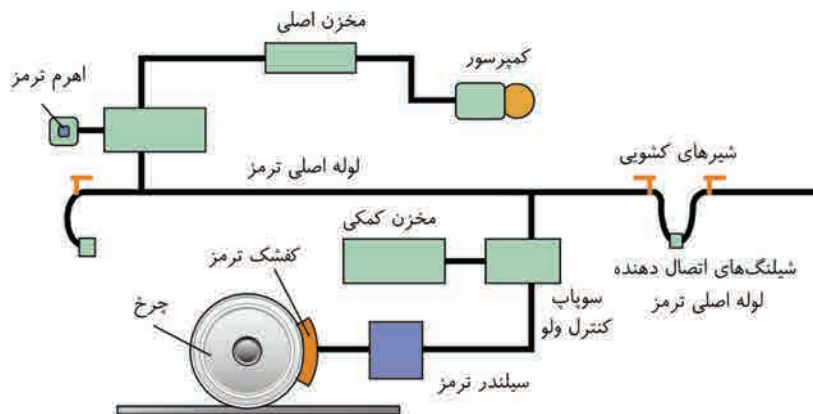 مخزن اصلی
کمپرسور
اهرم ترمز
شیرهای کشویی
لوله اصلی ترمز
مخزن کمکی
کفشک ترمز
شیلنگ‌های اتصال دهنده
لوله اصلی ترمز
سوپاپ
کنترل ولو
چرخ
سیلندر ترمز